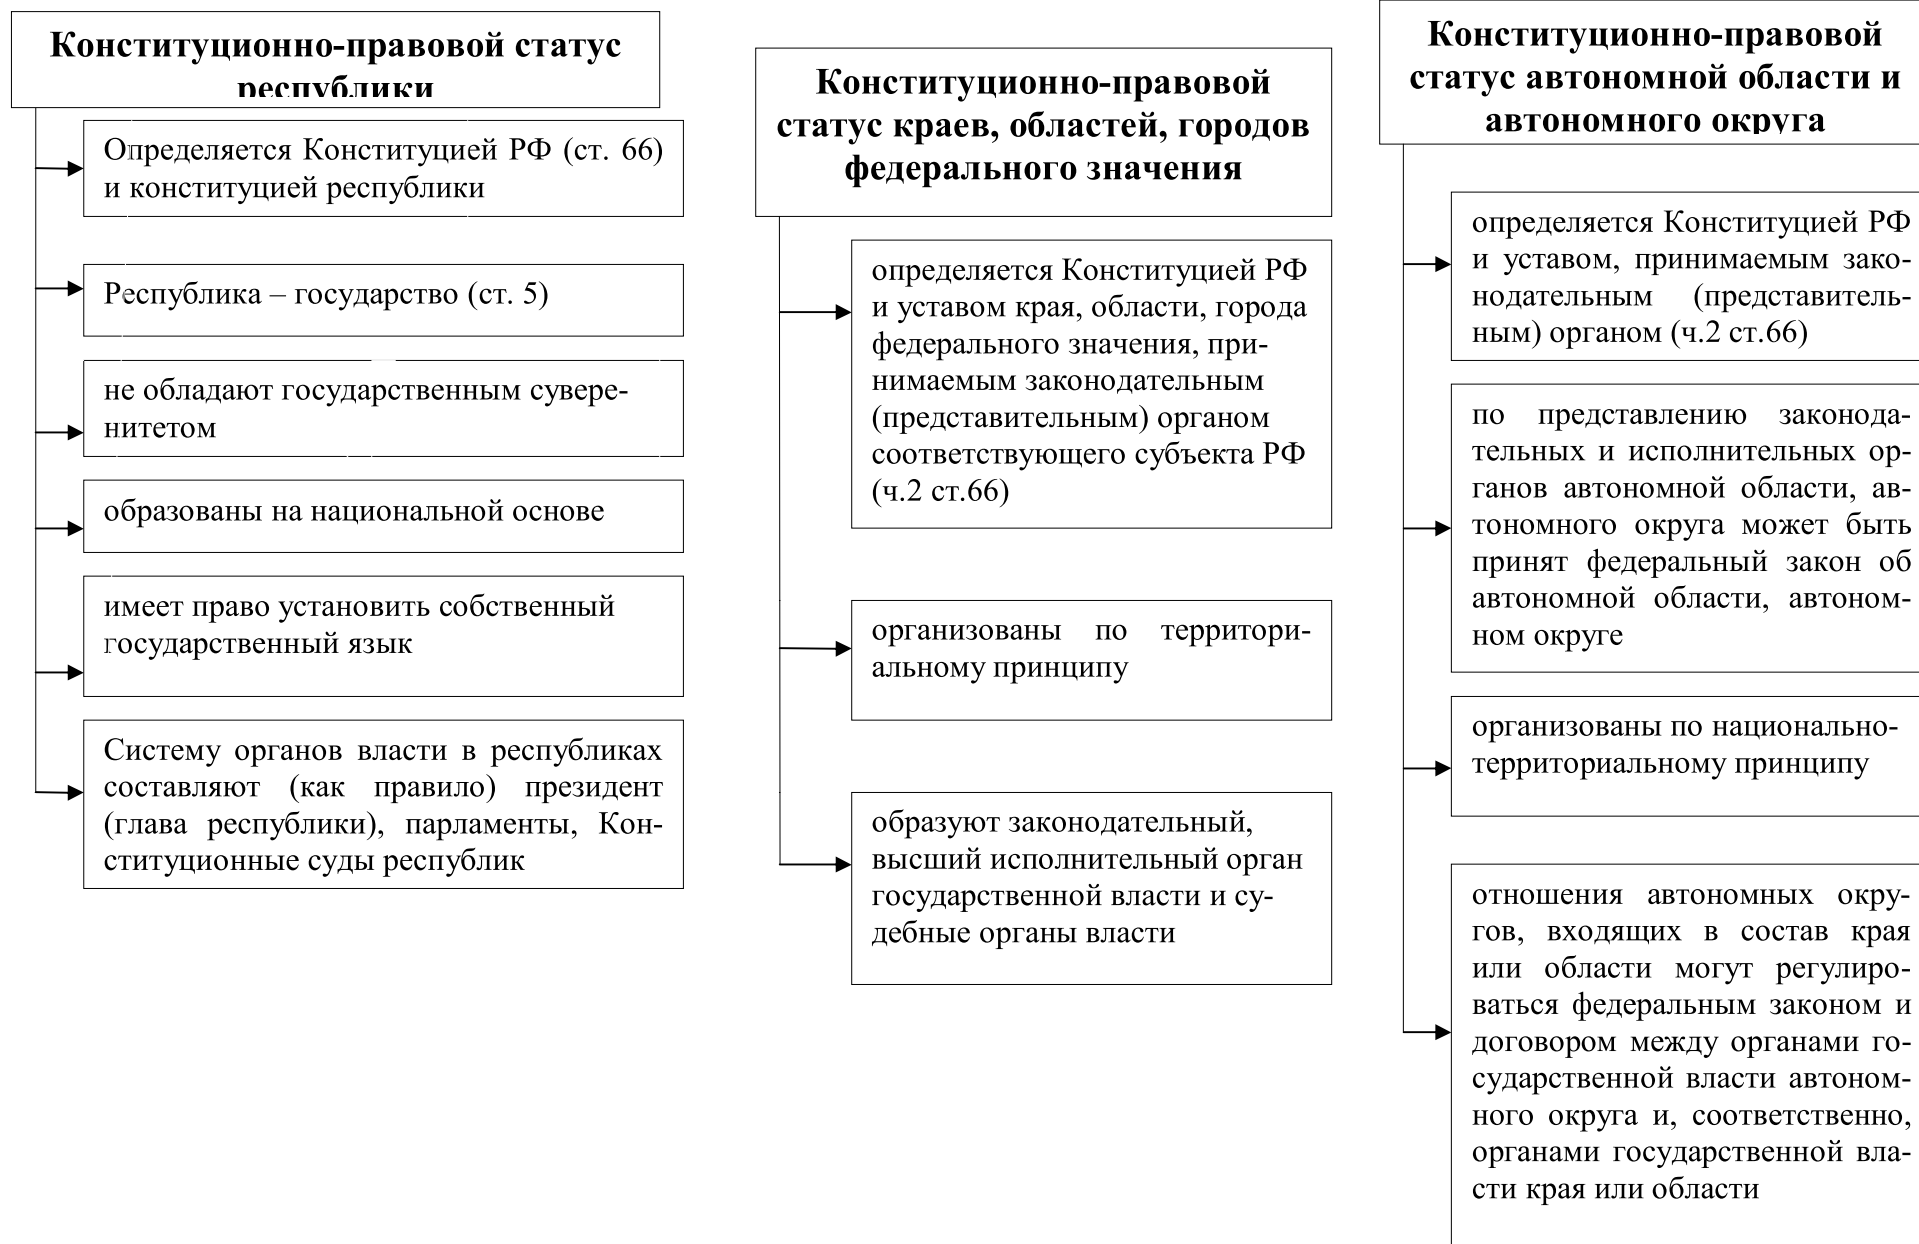 Конституционно-правовой статус
республики
Определяется Конституцией РФ (ст. 66)
и конституцией республики
Республика – государство (ст. 5)
не обладают государственным сувере-
нитетом
образованы на национальной основе
имеет право установить собственный
государственный язык
Систему органов власти в республиках
составляют (как правило) президент
(глава республики), парламенты, Кон-
ституционные суды республик
Конституционно-правовой
статус краев, областей, городов
федерального значения
определяется Конституцией РФ
и уставом края, области, города
федерального значения, при-
нимаемым законодательным
(представительным) органом
соответствующего субъекта РФ
(ч.2 ст.66)
организованы по территори-
альному принципу
образуют законодательный,
высший исполнительный орган
государственной власти и су-
дебные органы власти
Конституционно-правовой
статус автономной области и
автономного округа
определяется Конституцией РФ
и уставом, принимаемым зако-
нодательным (представитель-
ным) органом (ч.2 ст.66)
по представлению законода-
тельных и исполнительных ор-
ганов автономной области, ав-
тономного округа может быть
принят федеральный закон об
автономной области, автоном-
ном округе
организованы по национально-
территориальному принципу
отношения автономных окру-
гов, входящих в состав края
или области могут регулиро-
ваться федеральным законом и
договором между органами го-
сударственной власти автоном-
ного округа и, соответственно,
органами государственной вла-
сти края или области